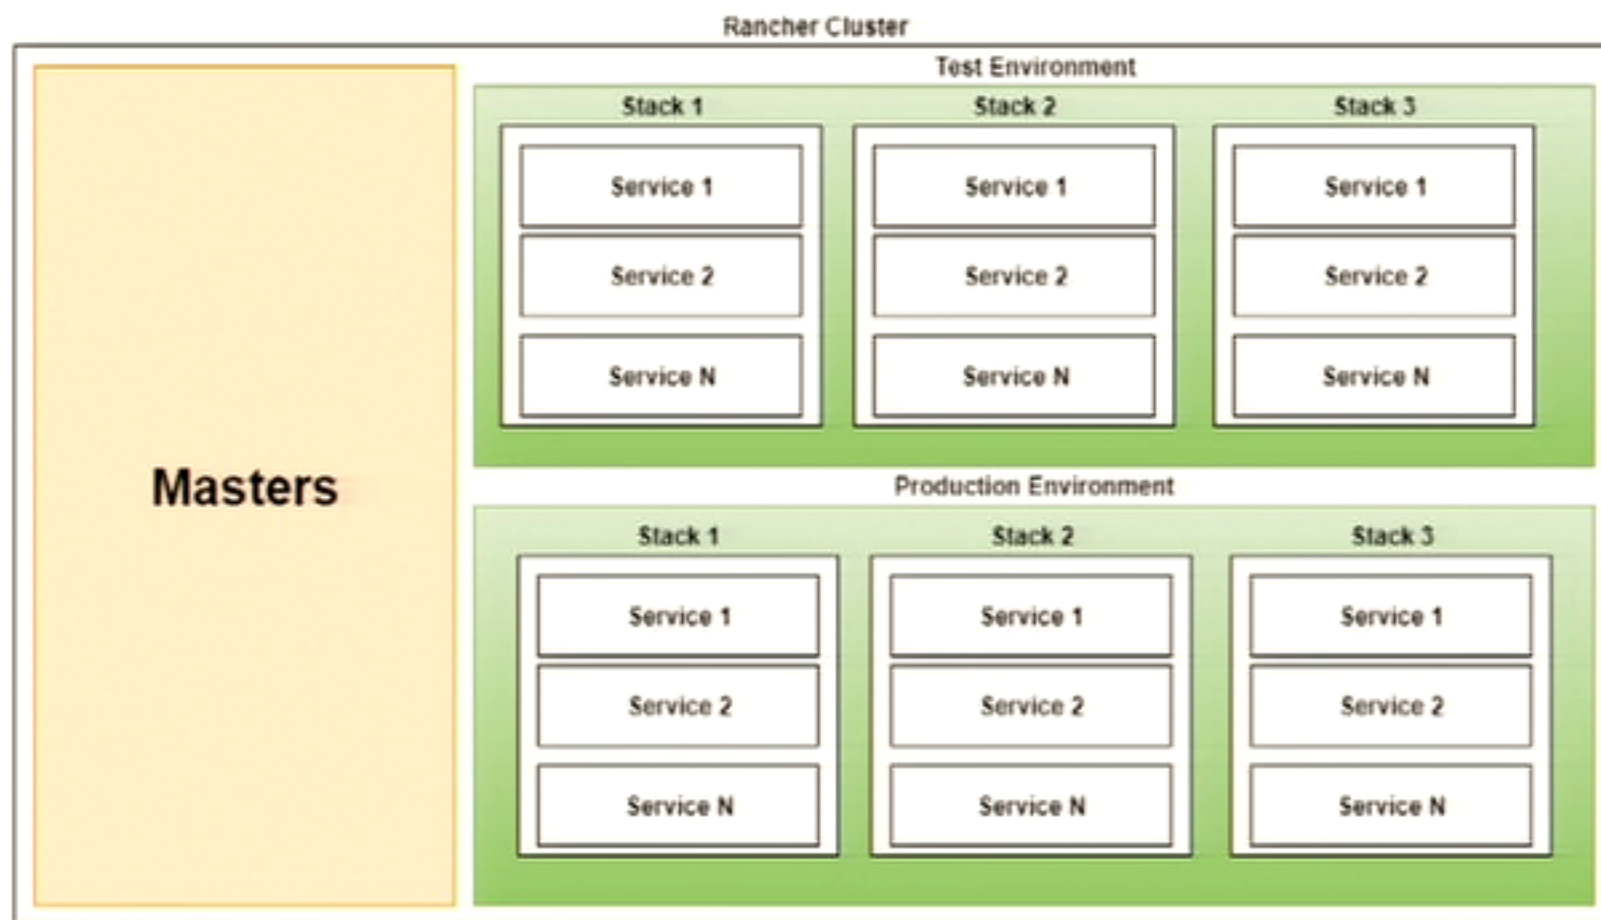 Rancher Cluster
Masters
Test Environment
Stack 1
Service 1
Service 2
Service N
Stack 2
Service 1
Service 2
Service N
Stack 3
Service 1
Service 2
Service N
Production Environment
Stack 1
Service 1
Service 2
Service N
Stack 2
Service 1
Service 2
Service N
Stack 3
Service 1
Service 2
Service N